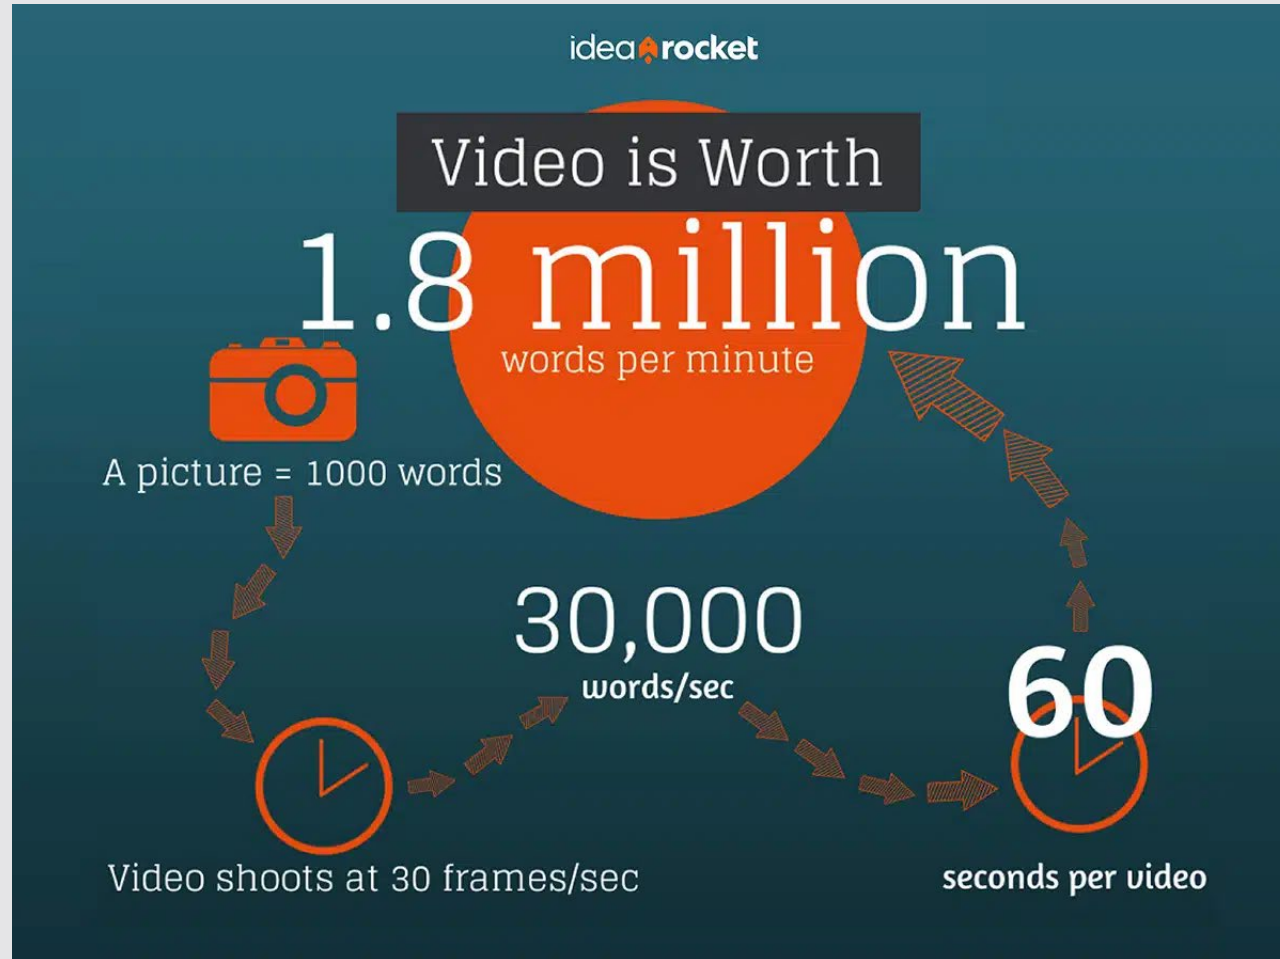 idea rocket
Video is Worth
1.8 million
words per minute
A picture = 1000 words
Video shoots at 30 frames/sec
30,000
words/sec
60
seconds per video